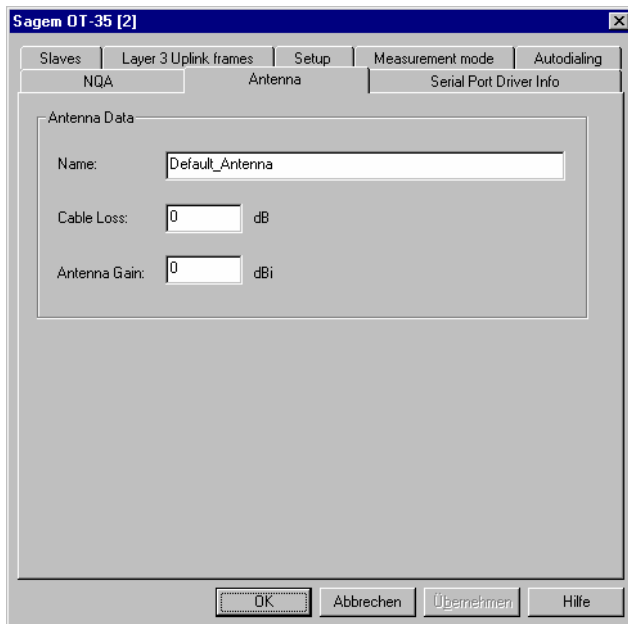 Sagem OT-35 [2]
Slaves Layer 3 Uplink frames Setup Measurement mode Autodialing
NQA Antenna Serial Port Driver Info
Antenna Data
Name: Default_Antenna
Cable Loss: 0 dB
Antenna Gain: 0 dBi
OK Abbrechen Übernehmen Hilfe